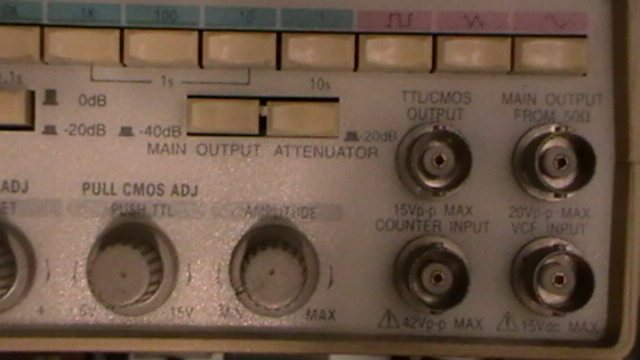 1K 100 10 1
.1s 1s 10s
0dB
-20dB -40dB -20dB
MAIN OUTPUT ATTENUATOR
TTL/CMOS OUTPUT
MAIN OUTPUT FROM 50Ω
15Vp-p MAX
20Vp-p MAX
ADJ PULL CMOS ADJ
PUSH TTL AMPLITUDE
COUNTER INPUT
VCF INPUT
+ 5V 15V MIN MAX
42Vp-p MAX
15Vdc MAX